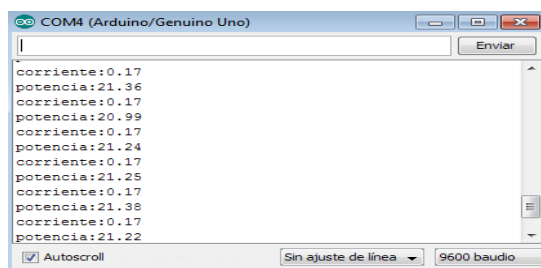 COM4 (Arduino/Genuino Uno)
Enviar
corriente:0.17
potencia:21.36
corriente:0.17
potencia:20.99
corriente:0.17
potencia:21.24
corriente:0.17
potencia:21.25
corriente:0.17
potencia:21.38
corriente:0.17
potencia:21.22
Autoscroll
Sin ajuste de línea
9600 baudio